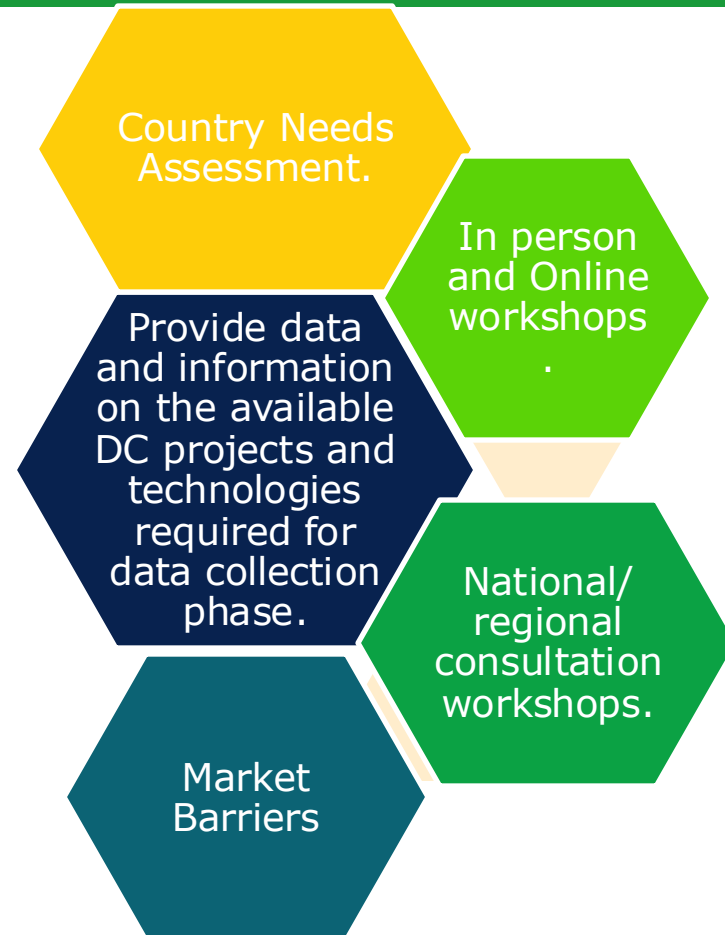 Country Needs
Assessment.
In person
and Online
workshops
.
Provide data
and information
on the available
DC projects and
technologies
required for
data collection
phase.
National/
regional
consultation
workshops.
Market
Barriers